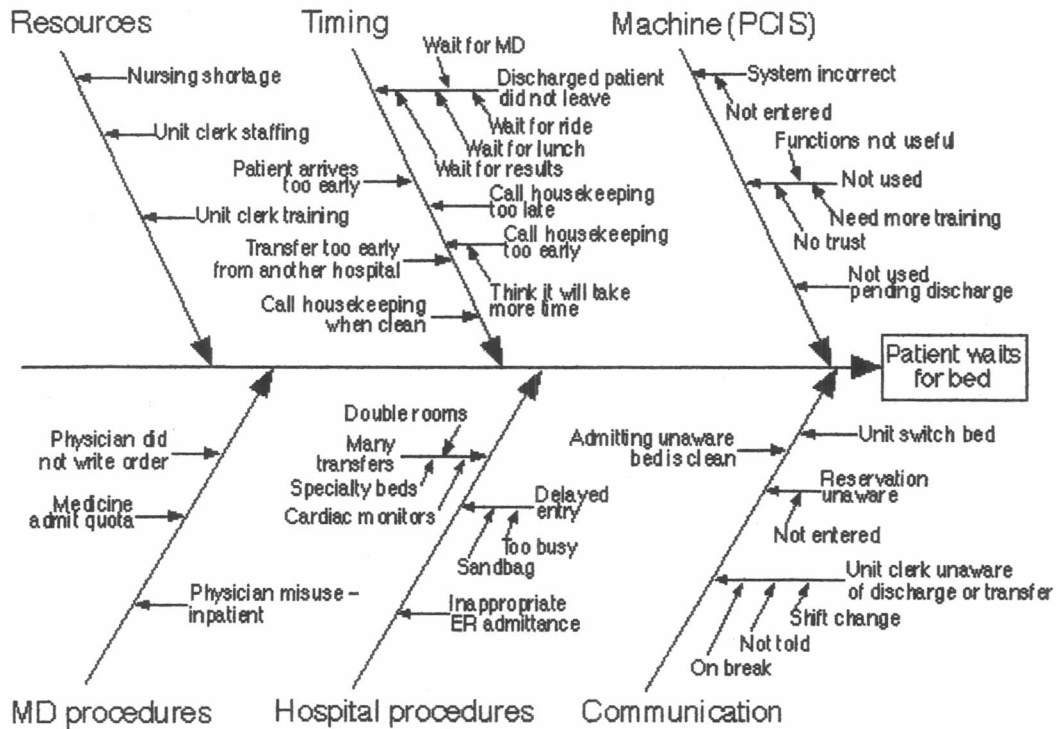 Resources
Timing
Machine (PCIS)
Nursing shortage
Unit clerk staffing
Unit clerk training
Wait for MD
Discharged patient
did not leave
Wait for ride
Wait for lunch
Wait for results
Patient arrives
too early
Call housekeeping
too late
Call housekeeping
too early
Transfer too early
from another hospital
Think it will take
more time
Call housekeeping
when clean
System incorrect
Not entered
Functions not useful
Not used
Need more training
No trust
Not used
pending discharge
Patient waits
for bed
Physician did
not write order
Medicine
admit quota
Physician misuse –
inpatient
Double rooms
Many
transfers
Specialty beds
Cardiac monitors
Delayed
entry
Too busy
Sandbag
Inappropriate
ER admittance
Unit switch bed
Admitting unaware
bed is clean
Reservation
unaware
Not entered
Unit clerk unaware
of discharge or transfer
Shift change
Not told
On break
MD procedures
Hospital procedures
Communication